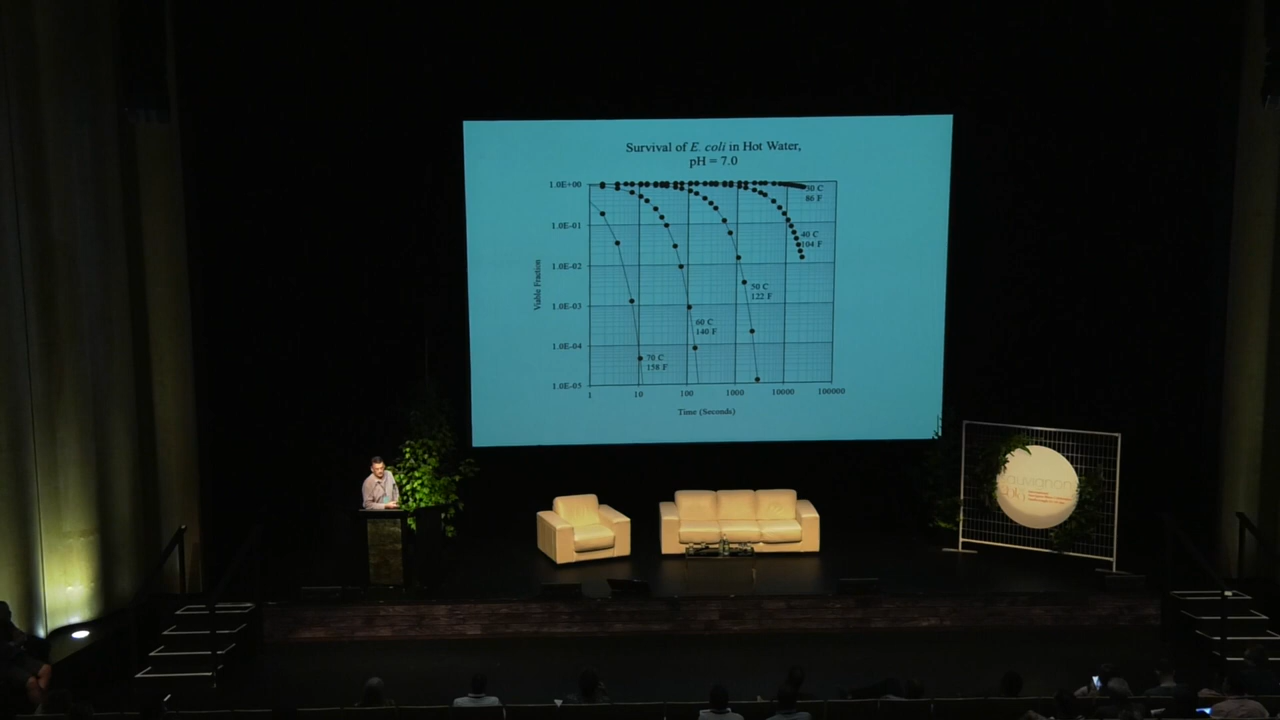 Survival of E. coli in Hot Water,
pH = 7.0
1.0E+00
1.0E-01
1.0E-02
1.0E-03
1.0E-04
1.0E-05
Viable Fraction
30 C
86 F
40 C
104 F
50 C
122 F
60 C
140 F
70 C
158 F
1
10
100
1000
10000
100000
Time (Seconds)